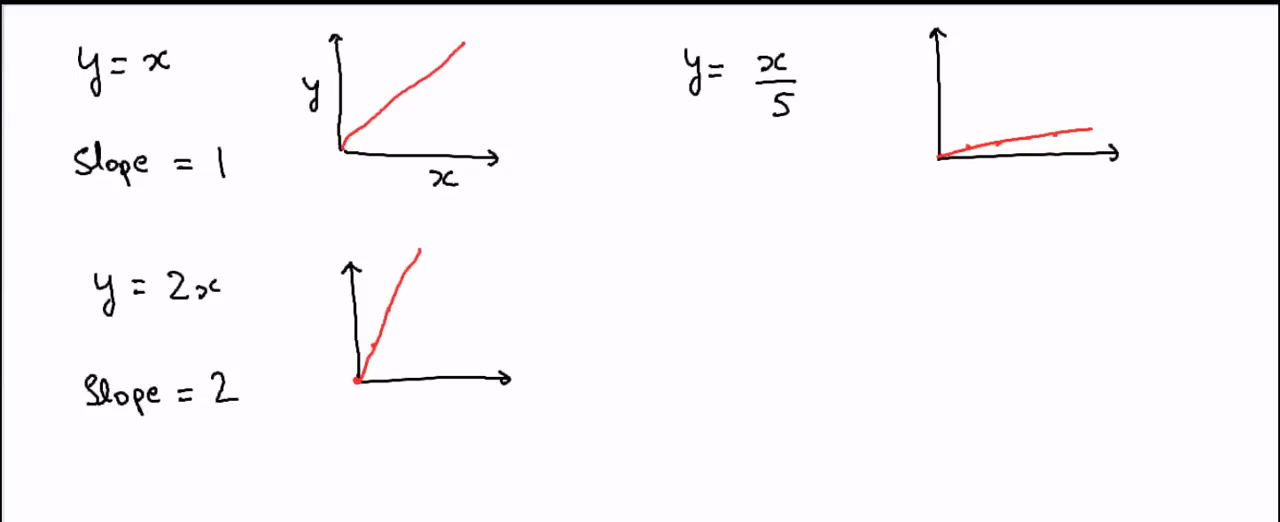 y = x
Slope = 1
y
x
y = x/5
y = 2x
Slope = 2